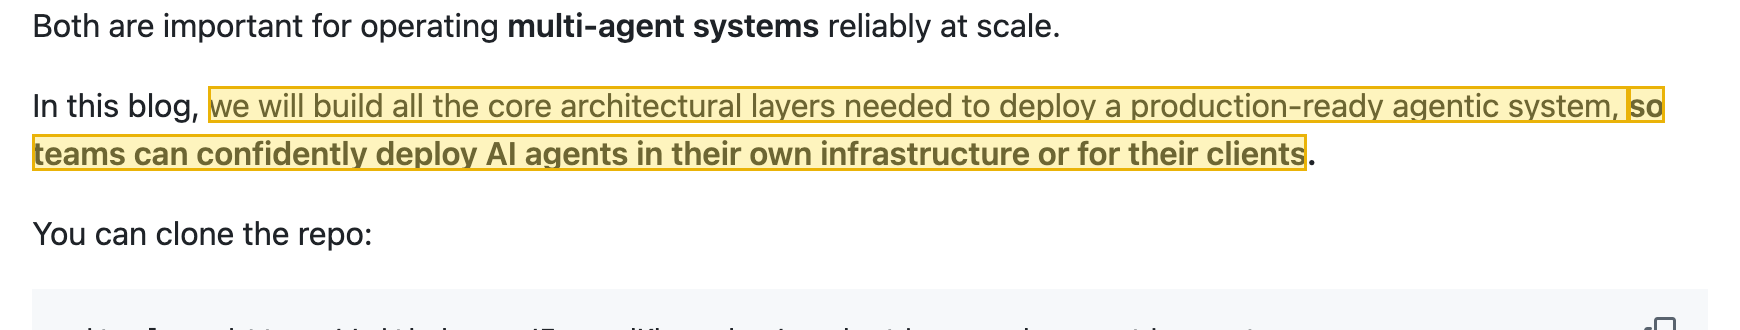 Both are important for operating multi-agent systems reliably at scale.
In this blog, we will build all the core architectural layers needed to deploy a production-ready agentic system, so
teams can confidently deploy AI agents in their own infrastructure or for their clients.
You can clone the repo: